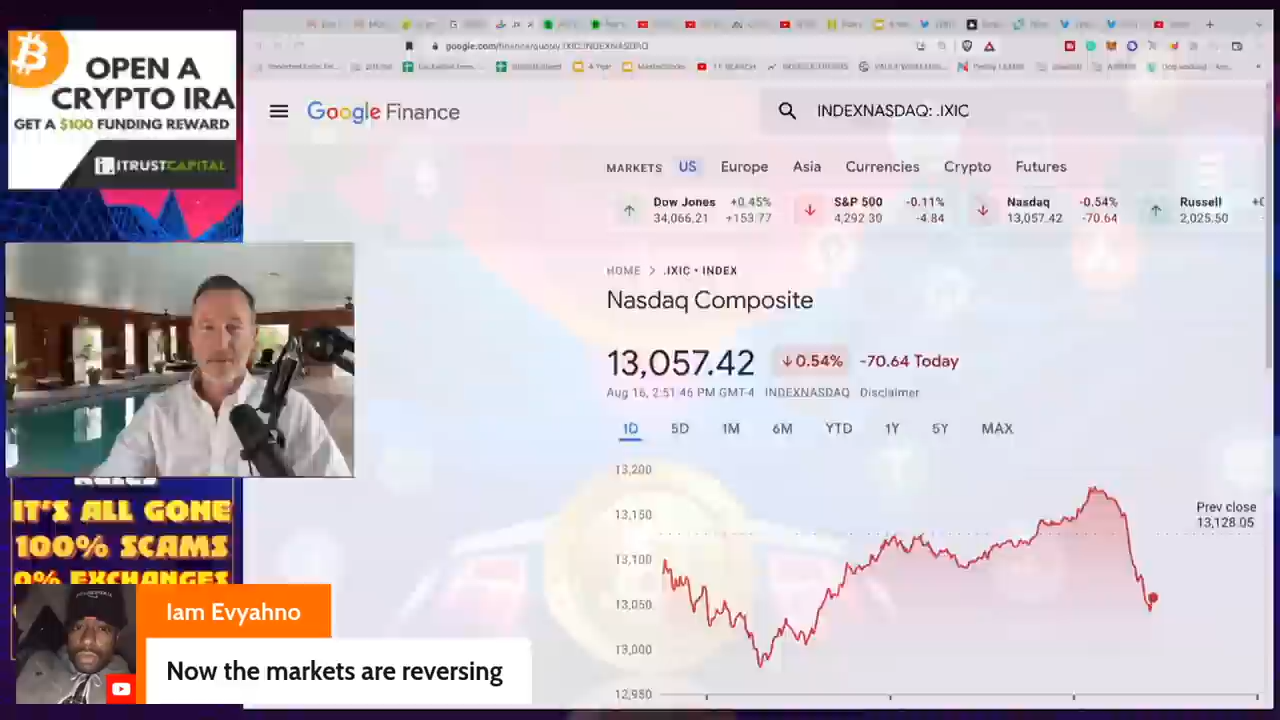 OPEN A
CRYPTO IRA
GET A $100 FUNDING REWARD
ITRUSTCAPITAL
IT'S ALL GONE
100% SCAMS
0% EXCHANGES
Iam Evyahno
Now the markets are reversing
Google Finance
INDEXNASDAQ: .IXIC
MARKETS US Europe Asia Currencies Crypto Futures
Dow Jones +0.45% S&P 500 -0.11% Nasdaq -0.54% Russell
34,066.21 +153.77 4,292.30 -4.84 13,057.42 -70.64 2,025.50
HOME > .IXIC • INDEX
Nasdaq Composite
13,057.42 ↓0.54% -70.64 Today
Aug 16, 2:51:46 PM GMT-4 INDEXNASDAQ Disclaimer
1D 5D 1M 6M YTD 1Y 5Y MAX
13,200
13,150
13,100
13,050
13,000
12,950
Prev close
13,128.05